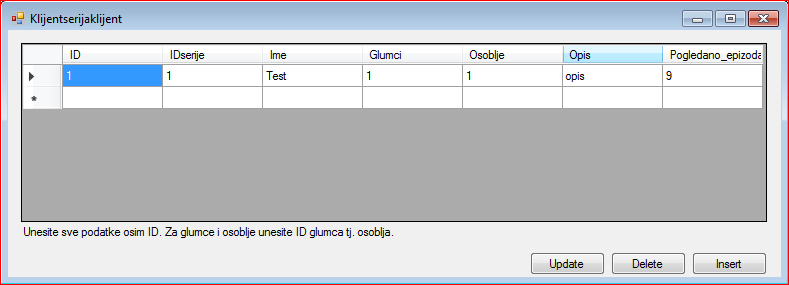 Klijentserijaklijent
ID IDserije Ime Glumci Osoblje Opis Pogledano_epizoda
1 1 Test 1 1 opis 9
*
Unesite sve podatke osim ID. Za glumce i osoblje unesite ID glumca tj. osoblja.
Update Delete Insert